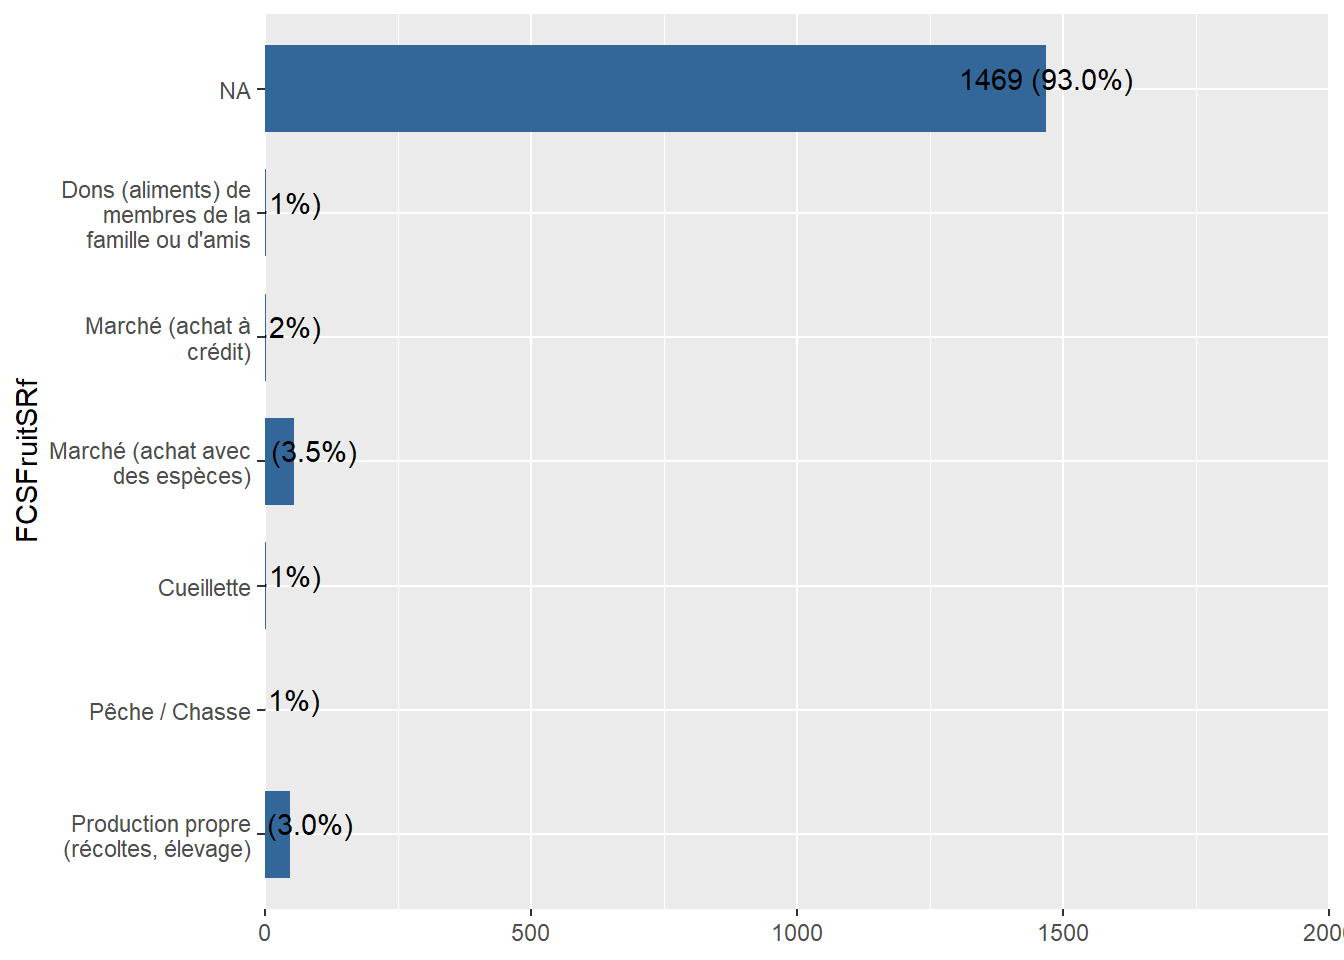 NA
1469 (93.0%)
Dons (aliments) de
membres de la
famille ou d'amis
1%)
Marché (achat à
crédit)
2%)
FCSFruitSRf
Marché (achat avec
des espèces)
(3.5%)
Cueillette
1%)
Pêche / Chasse
1%)
Production propre
(récoltes, élevage)
(3.0%)
0
500
1000
1500
200